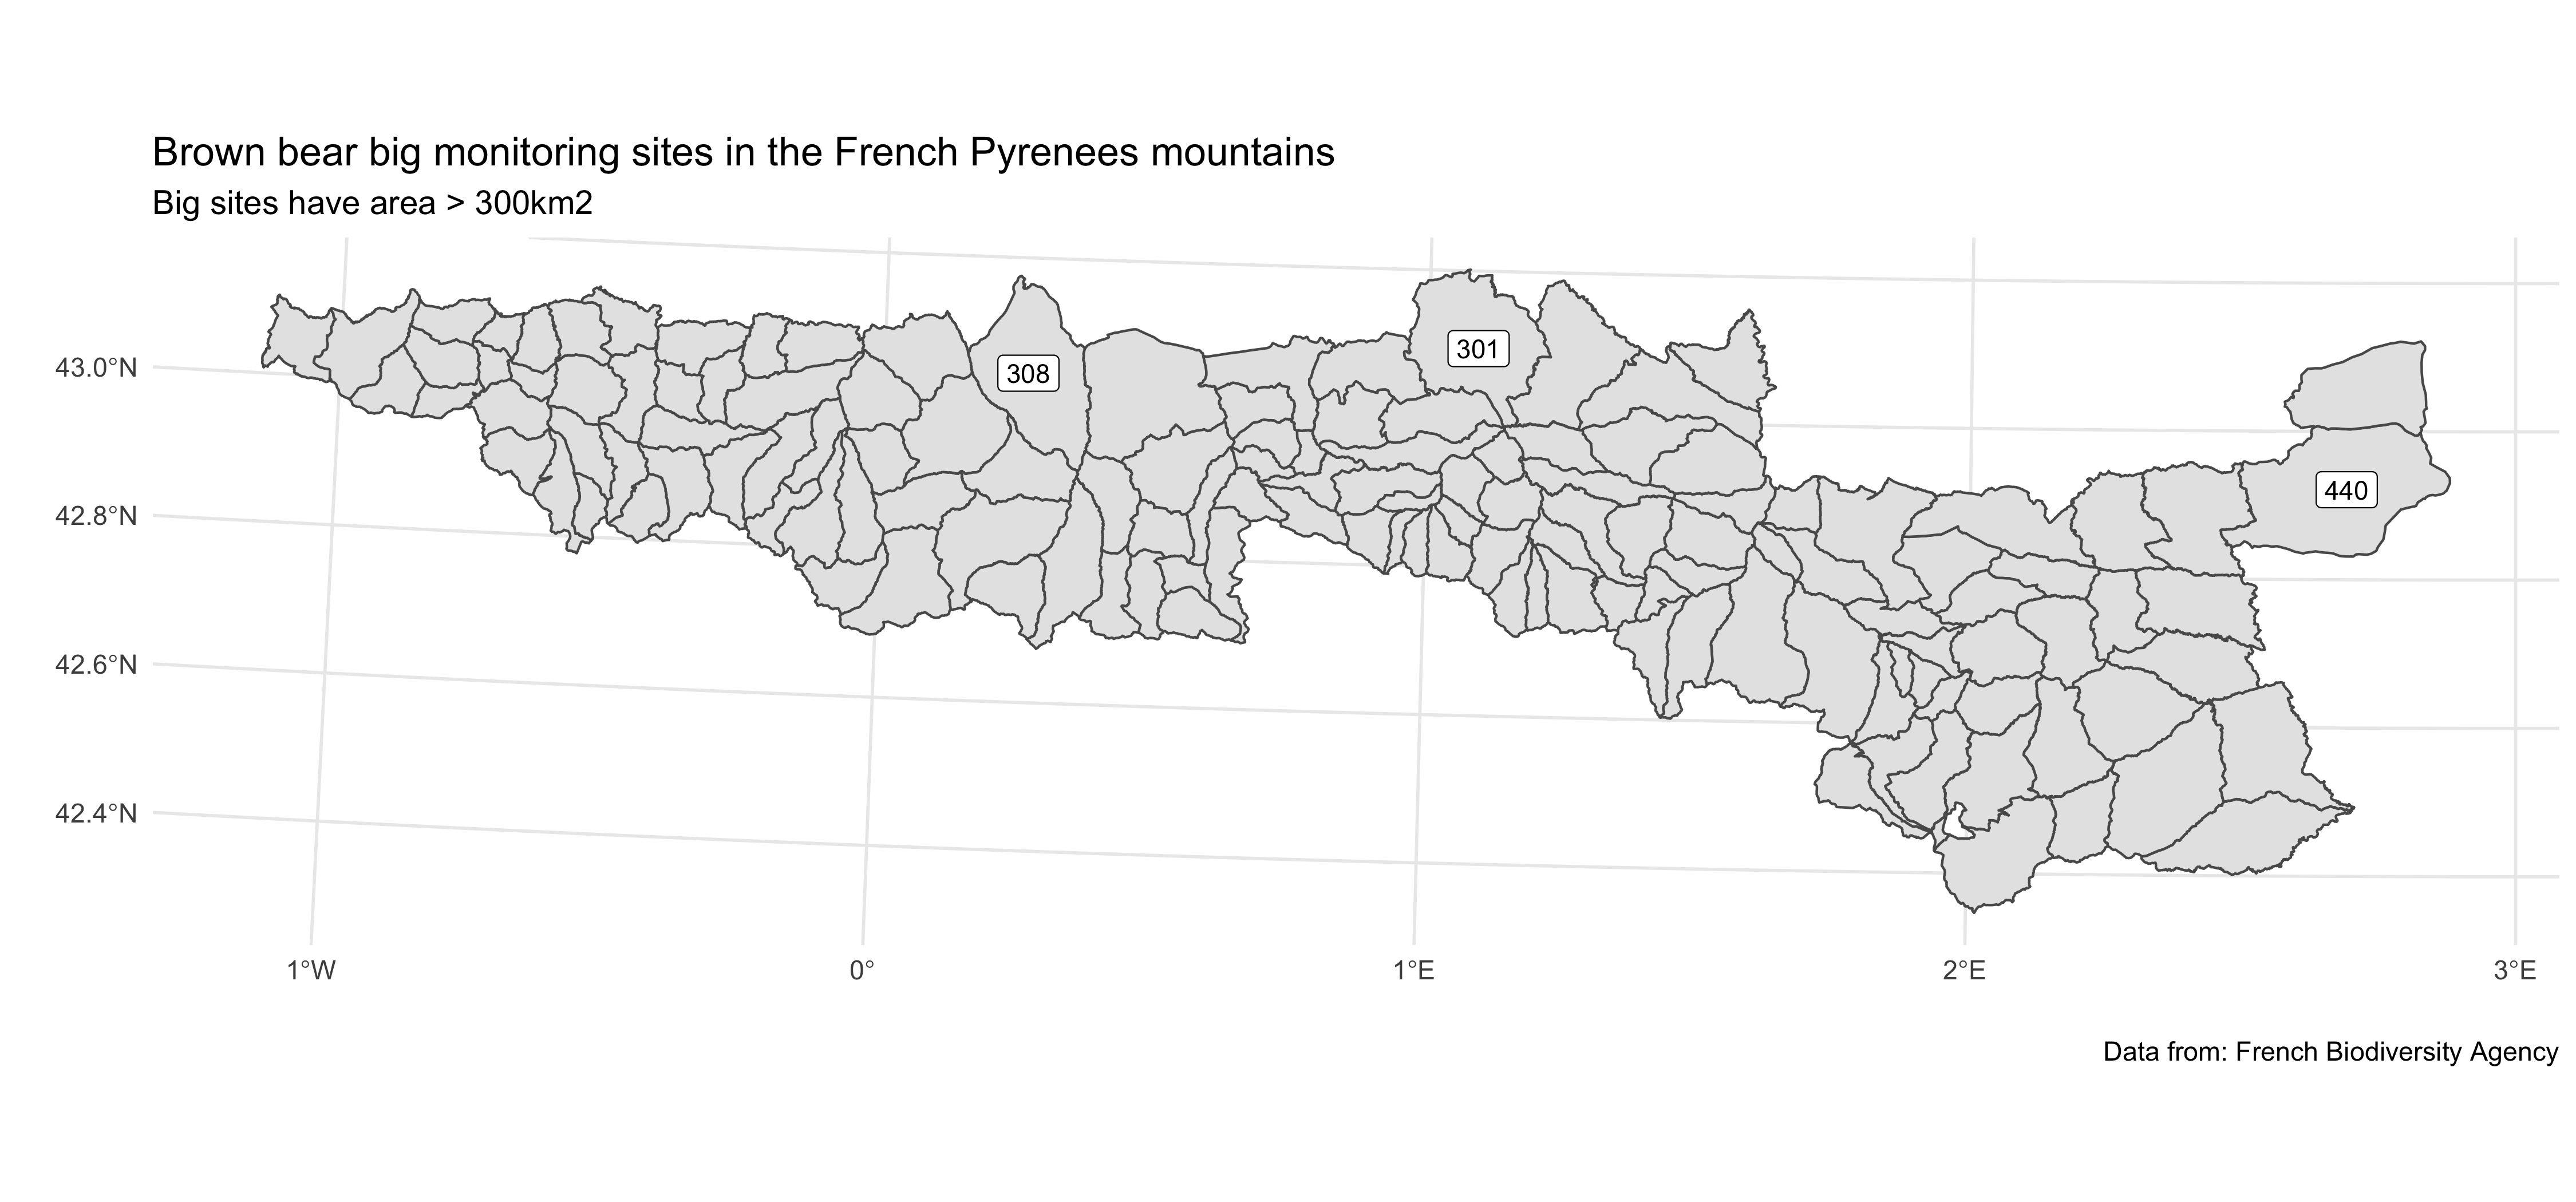 Brown bear big monitoring sites in the French Pyrenees mountains
Big sites have area > 300km2
301
308
43.0°N
440
42.8°N
42.6°N
42.4°N
1°W
0°
1°E
2°E
3°E
Data from: French Biodiversity Agency